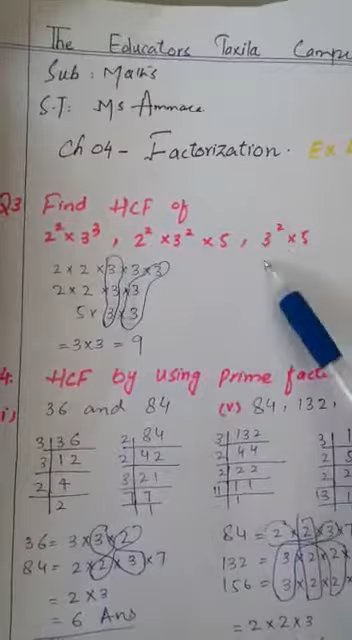 The Educators Taxila Campu
Sub : Maths
S.T: Ms Ammara
Ch 04 - Factorization. Ex
Q3 Find HCF of
2² × 3³ , 2² × 3² × 5 , 3² × 5
2 × 2 × 3 × 3 × 3
2 × 2 × 3 × 3
5 × 3 × 3
= 3 × 3 = 9
4. HCF by using Prime fact
i) 36 and 84 (v) 84, 132,
3 | 36
3 | 12
2 | 4
2
2 | 84
2 | 42
3 | 21
7 | 7
1
3 | 132
2 | 44
2 | 22
11 | 11
1
36 = 3 × 3 × 2
84 = 2 × 2 × 3 × 7
= 2 × 3
= 6 Ans
84 = 2 × 2 × 3 × 7
132 = 3 × 2 × 2 ×
156 = 3 × 2 × 2 ×
= 2 × 2 × 3